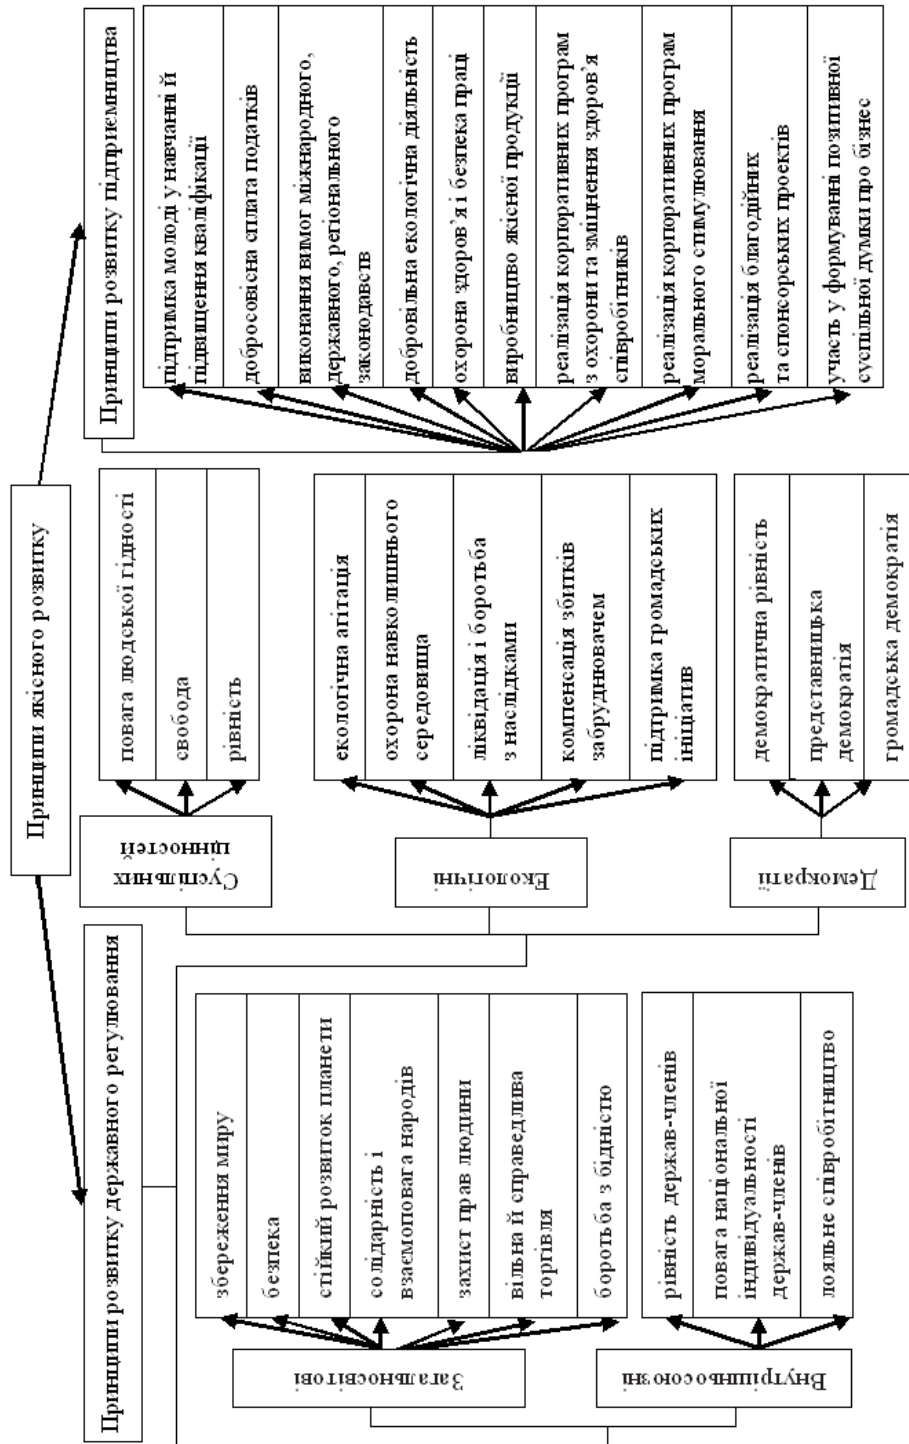 Принципи якісного розвитку
Принципи розвитку державного регулювання
Загальносвітові
збереження миру
безпека
стійкий розвиток планети
солідарність і
взаємоповага народів
захист прав людини
вільна й справедлива
торгівля
боротьба з бідністю
Внутрішньосоюзні
рівність держав-членів
повага національної
індивідуальності
держав-членів
лояльне співробітництво
Суспільних
цінностей
повага людської гідності
свобода
рівність
Екологічні
екологічна агітація
охорона навколишнього
середовища
ліквідація і боротьба
з наслідками
компенсація збитків
забруднювачем
підтримка громадських
ініціатив
Демократії
демократична рівність
представницька
демократія
громадська демократія
Принципи розвитку підприємництва
підтримка молоді у навчанні й
підвищення кваліфікації
добросовісна сплата податків
виконання вимог міжнародного,
державного, регіонального
законодавств
добровільна екологічна діяльність
охорона здоров’я і безпека праці
виробництво якісної продукції
реалізація корпоративних програм
з охорони та зміцнення здоров’я
співробітників
реалізація корпоративних програм
морального стимулювання
реалізація благодійних
та спонсорських проектів
участь у формуванні позитивної
суспільної думки про бізнес